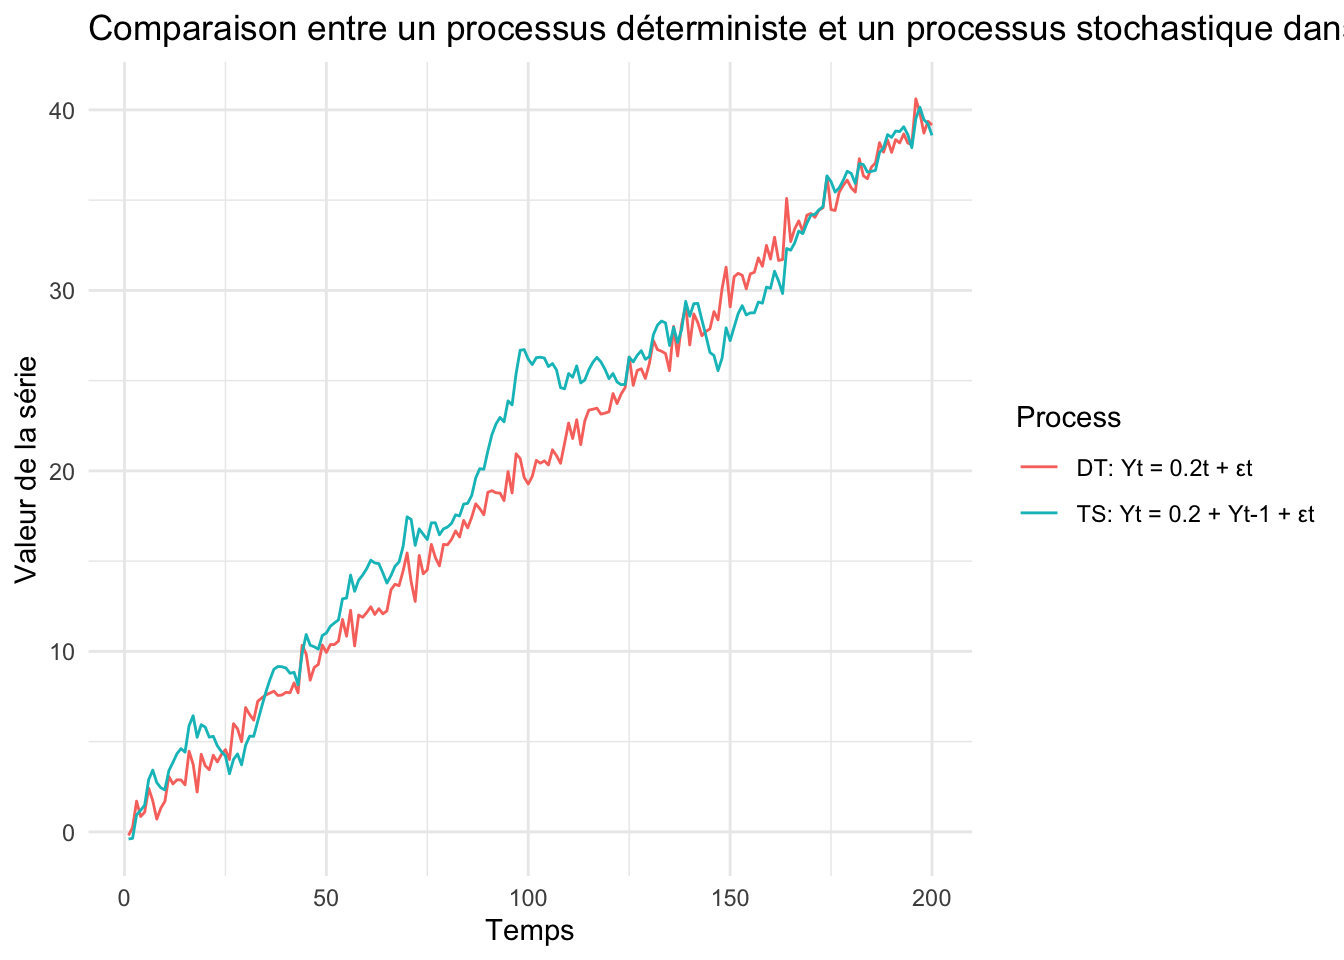 Comparaison entre un processus déterministe et un processus stochastique dans
40
30
20
10
0
Valeur de la série
0 50 100 150 200
Temps
Process
DT: Yt = 0.2t + εt
TS: Yt = 0.2 + Yt-1 + εt